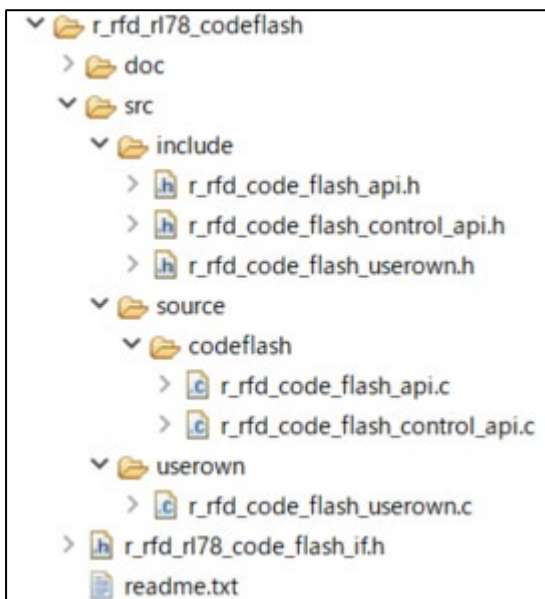 r_rfd_rl78_codeflash
doc
src
include
r_rfd_code_flash_api.h
r_rfd_code_flash_control_api.h
r_rfd_code_flash_userown.h
source
codeflash
r_rfd_code_flash_api.c
r_rfd_code_flash_control_api.c
userown
r_rfd_code_flash_userown.c
r_rfd_rl78_code_flash_if.h
readme.txt